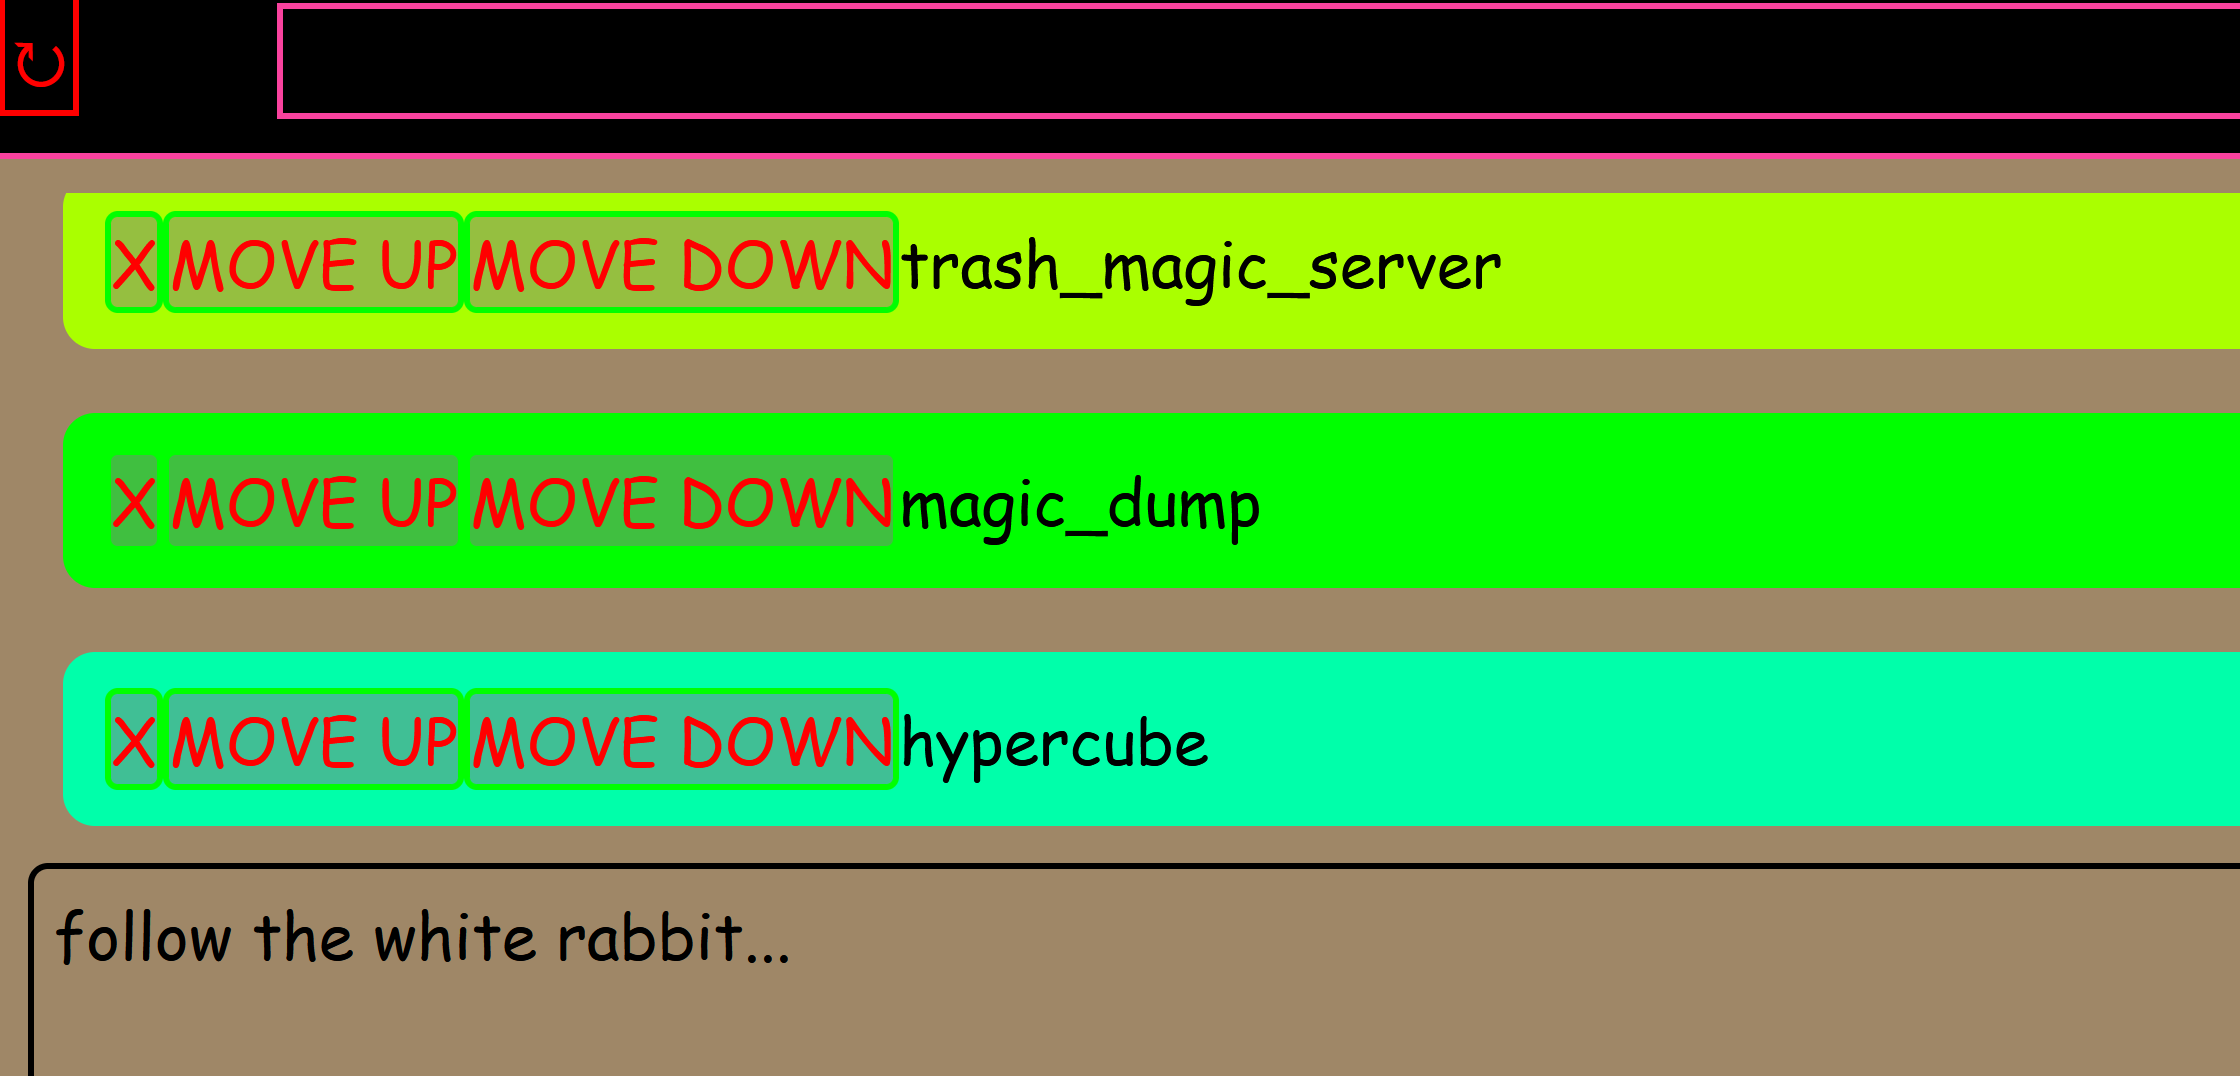 ↻
X MOVE UP MOVE DOWN trash_magic_server
X MOVE UP MOVE DOWN magic_dump
X MOVE UP MOVE DOWN hypercube
follow the white rabbit...